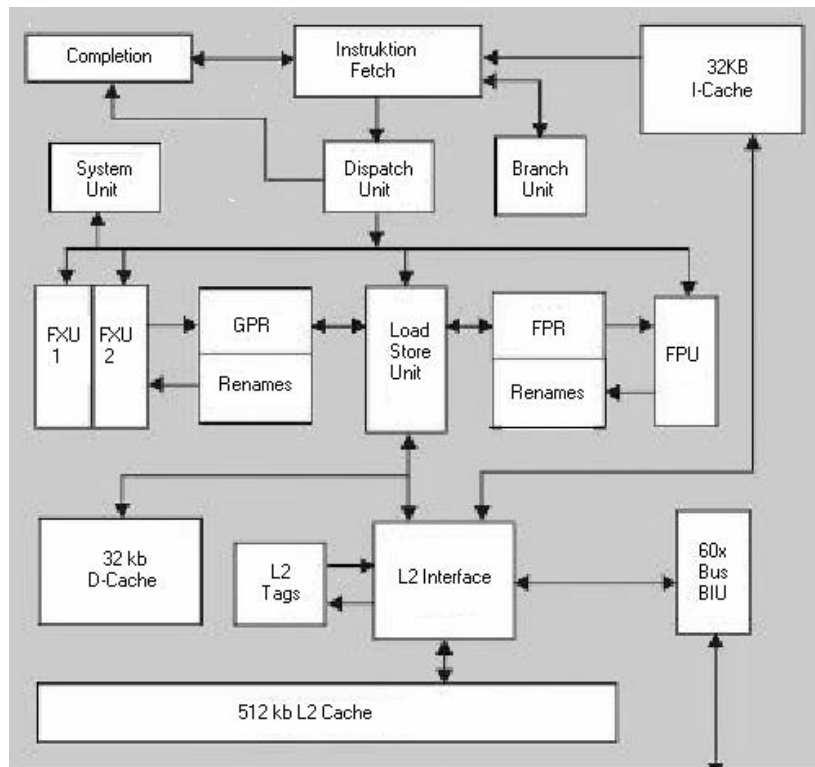 Completion
Instruktion
Fetch
32KB
I-Cache
System
Unit
Dispatch
Unit
Branch
Unit
FXU
1
FXU
2
GPR
Renames
Load
Store
Unit
FPR
Renames
FPU
32 kb
D-Cache
L2
Tags
L2 Interface
60x
Bus
BIU
512 kb L2 Cache